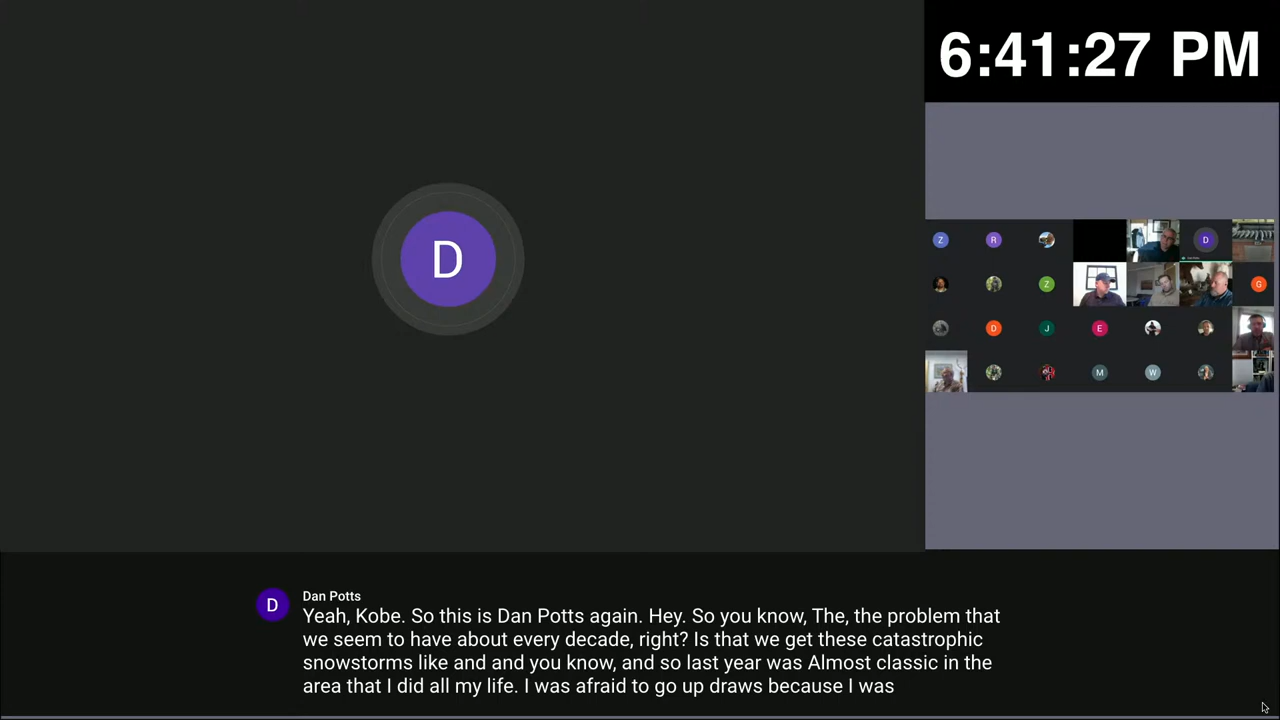 6:41:27 PM
D
Z
R
D
Z
G
D
J
E
M
W
D
Dan Potts
Yeah, Kobe. So this is Dan Potts again. Hey. So you know, The, the problem that
we seem to have about every decade, right? Is that we get these catastrophic
snowstorms like and and you know, and so last year was Almost classic in the
area that I did all my life. I was afraid to go up draws because I was